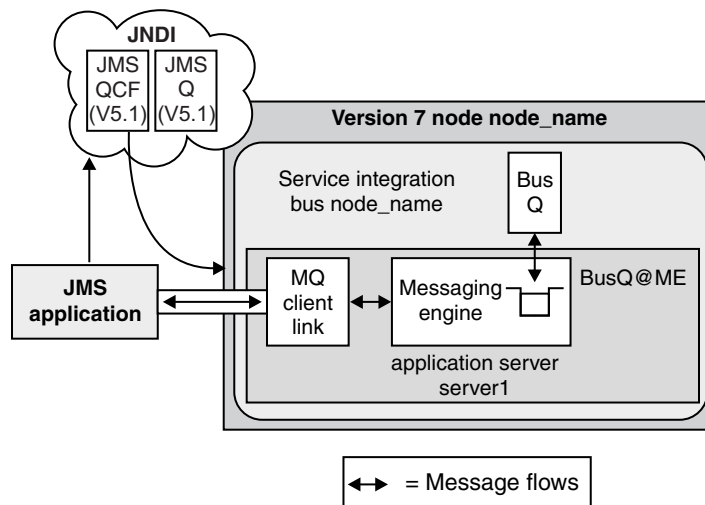 JNDI
JMS
QCF
(V5.1)
JMS
Q
(V5.1)
Version 7 node node_name
Service integration
bus node_name
Bus
Q
JMS
application
MQ
client
link
Messaging
engine
BusQ@ME
application server
server1
= Message flows